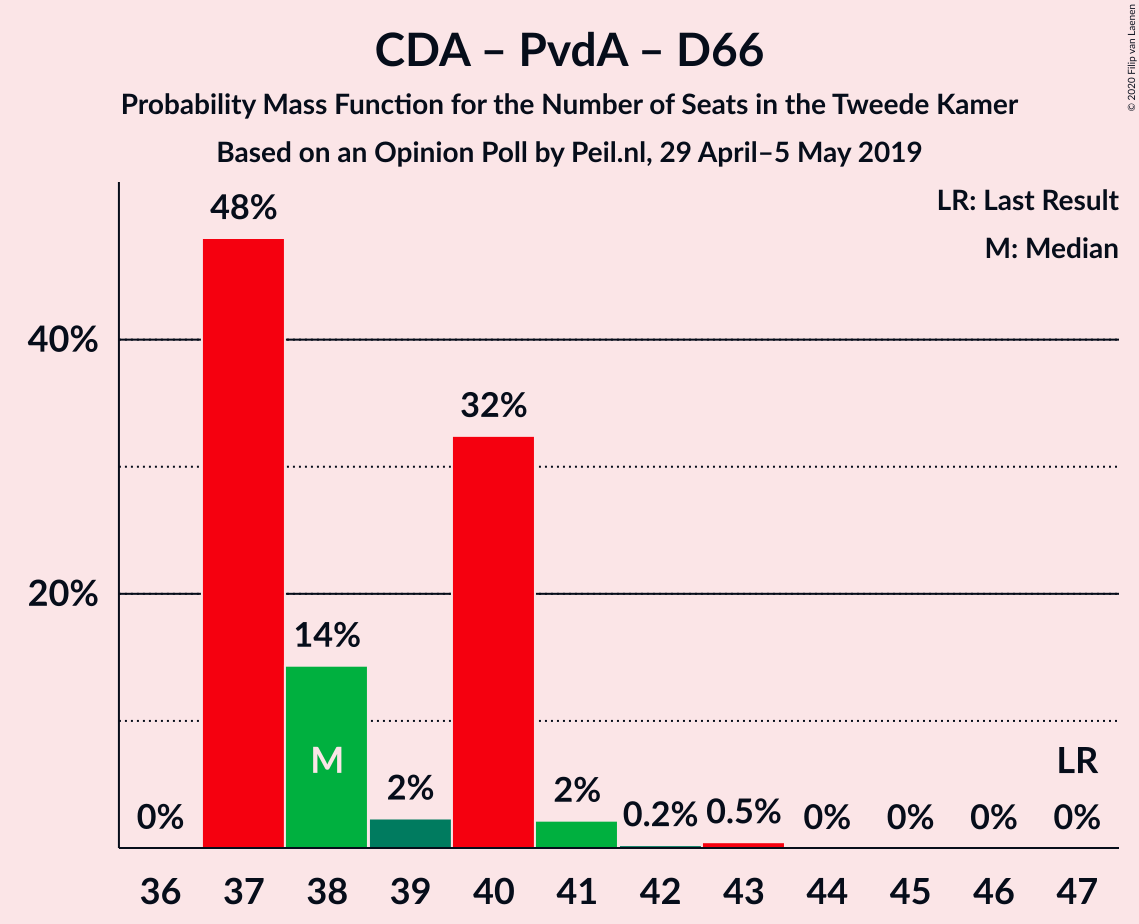 CDA – PvdA – D66
Probability Mass Function for the Number of Seats in the Tweede Kamer
Based on an Opinion Poll by Peil.nl, 29 April–5 May 2019
© 2020 Filip van Laenen
LR: Last Result
M: Median
48%
40%
32%
20%
14%
M
LR
0%
2%
2%
0.2%
0.5%
0%
0%
0%
0%
36 37 38 39 40 41 42 43 44 45 46 47